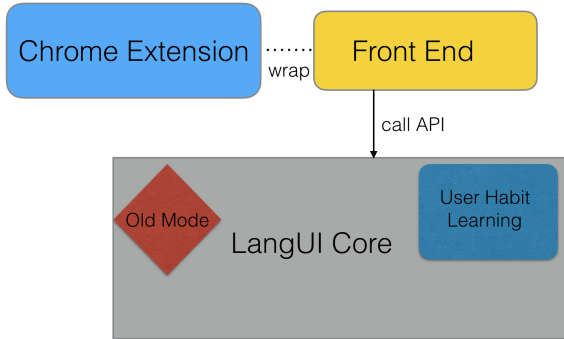 Chrome Extension
Front End
wrap
call API
Old Mode
User Habit
Learning
LangUI Core